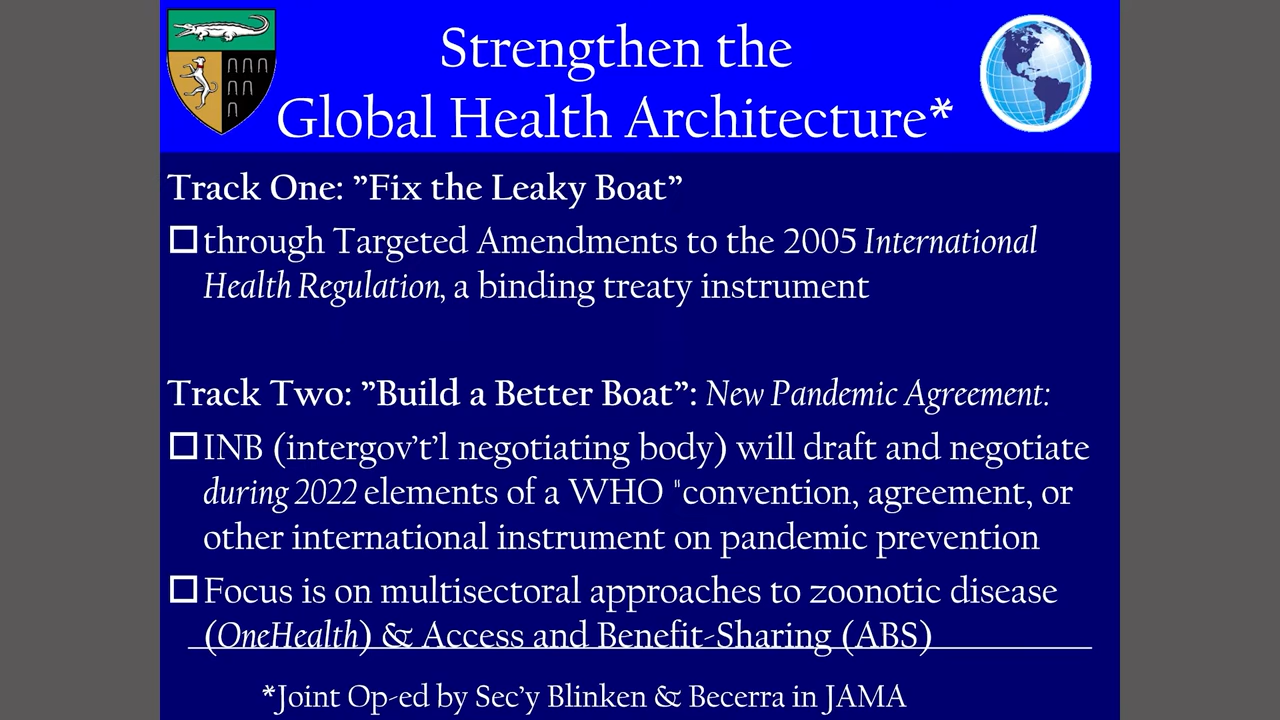 Strengthen the
Global Health Architecture*
Track One: ”Fix the Leaky Boat”
through Targeted Amendments to the 2005 International
Health Regulation, a binding treaty instrument
Track Two: ”Build a Better Boat”: New Pandemic Agreement:
INB (intergov’t’l negotiating body) will draft and negotiate
during 2022 elements of a WHO "convention, agreement, or
other international instrument on pandemic prevention
Focus is on multisectoral approaches to zoonotic disease
(OneHealth) & Access and Benefit-Sharing (ABS)
*Joint Op-ed by Sec’y Blinken & Becerra in JAMA